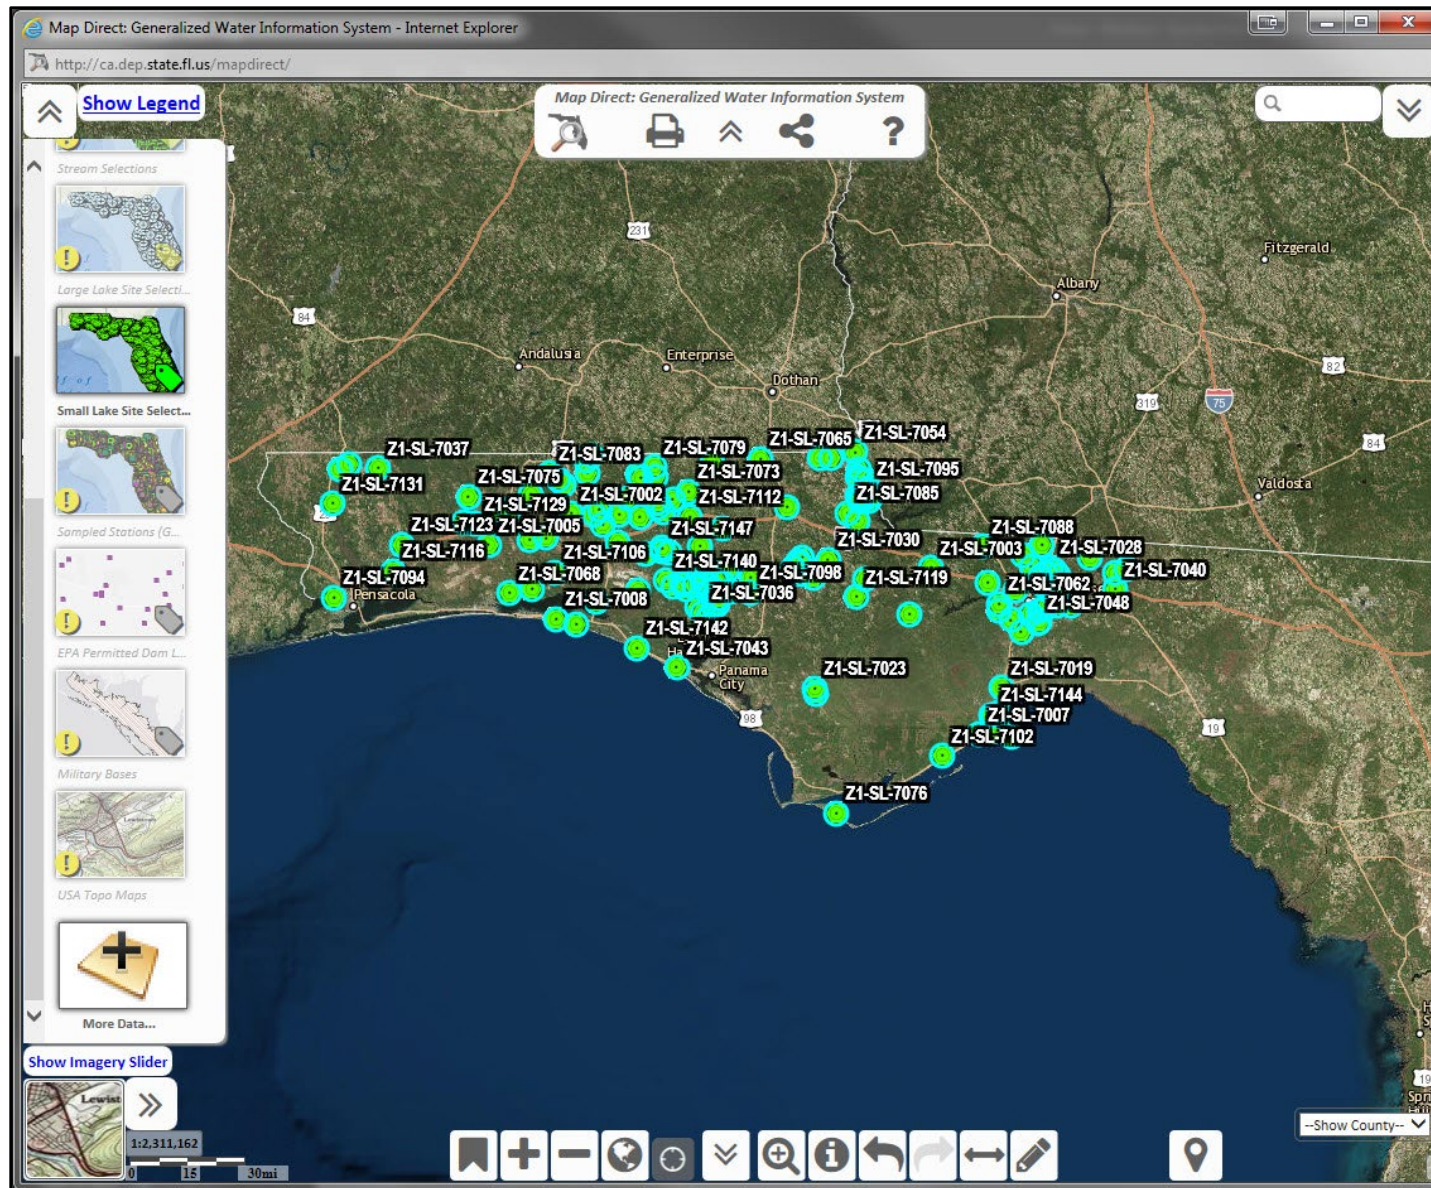 Map Direct: Generalized Water Information System - Internet Explorer
http://ca.dep.state.fl.us/mapdirect/
Show Legend
Map Direct: Generalized Water Information System
?
Stream Selections
Large Lake Site Selecti...
Small Lake Site Select...
Sampled Stations (G...
EPA Permitted Dam L...
Military Bases
USA Topo Maps
More Data...
Show Imagery Slider
Lewist
1:2,311,162
0 15 30mi
231
Fitzgerald
Albany
84
Andalusia
Enterprise
Dothan
82
319
75
84
Valdosta
Z1-SL-7037
Z1-SL-7083
Z1-SL-7079
Z1-SL-7065
Z1-SL-7054
Z1-SL-7131
Z1-SL-7075
Z1-SL-7073
Z1-SL-7095
Z1-SL-7129
Z1-SL-7002
Z1-SL-7112
Z1-SL-7085
Z1-SL-7123
Z1-SL-7005
Z1-SL-7147
Z1-SL-7030
Z1-SL-7088
Z1-SL-7116
Z1-SL-7106
Z1-SL-7140
Z1-SL-7098
Z1-SL-7003
Z1-SL-7028
Z1-SL-7094
Z1-SL-7068
Z1-SL-7036
Z1-SL-7119
Z1-SL-7062
Z1-SL-7040
Pensacola
Z1-SL-7008
Z1-SL-7048
Z1-SL-7142
Z1-SL-7043
Panama
City
Z1-SL-7023
Z1-SL-7019
Z1-SL-7144
98
Z1-SL-7007
19
Z1-SL-7102
Z1-SL-7076
19
--Show County--